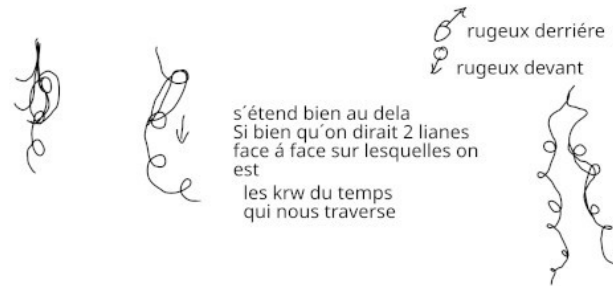 rugeux derriére
rugeux devant
s´étend bien au dela
Si bien qu´on dirait 2 lianes
face á face sur lesquelles on
est
les krw du temps
qui nous traverse